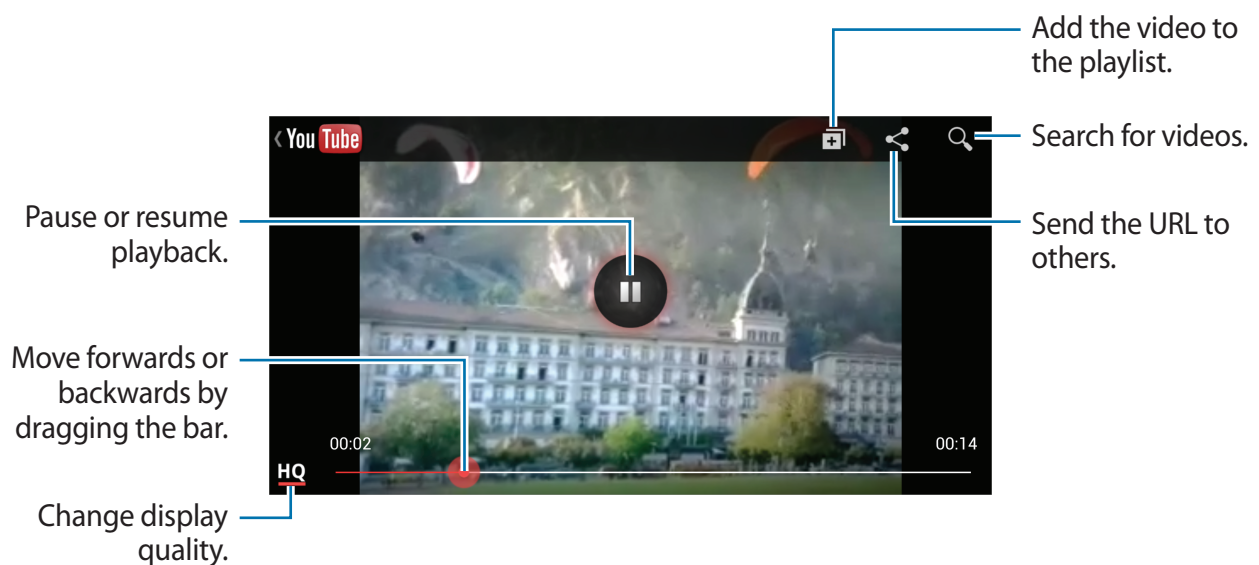 Add the video to
the playlist.
You Tube
Search for videos.
Pause or resume
playback.
Send the URL to
others.
Move forwards or
backwards by
dragging the bar.
00:02
00:14
HQ
Change display
quality.